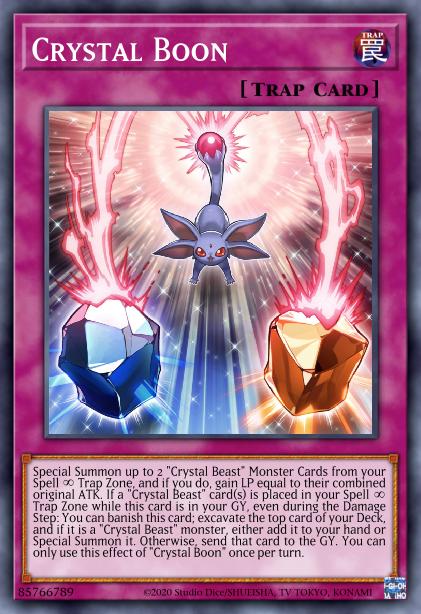 Crystal Boon
TRAP
罠
[Trap Card]
Special Summon up to 2 "Crystal Beast" Monster Cards from your
Spell ∞ Trap Zone, and if you do, gain LP equal to their combined
original ATK. If a "Crystal Beast" card(s) is placed in your Spell ∞
Trap Zone while this card is in your GY, even during the Damage
Step: You can banish this card; excavate the top card of your Deck,
and if it is a "Crystal Beast" monster, either add it to your hand or
Special Summon it. Otherwise, send that card to the GY. You can
only use this effect of "Crystal Boon" once per turn.
85766789 ©2020 Studio Dice/SHUEISHA, TV TOKYO, KONAMI